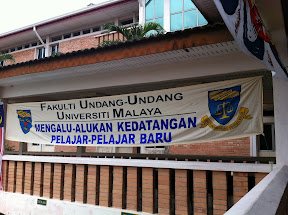 FAKULTI UNDANG-UNDANG
UNIVERSITI MALAYA
MENGALU-ALUKAN KEDATANGAN
PELAJAR-PELAJAR BARU